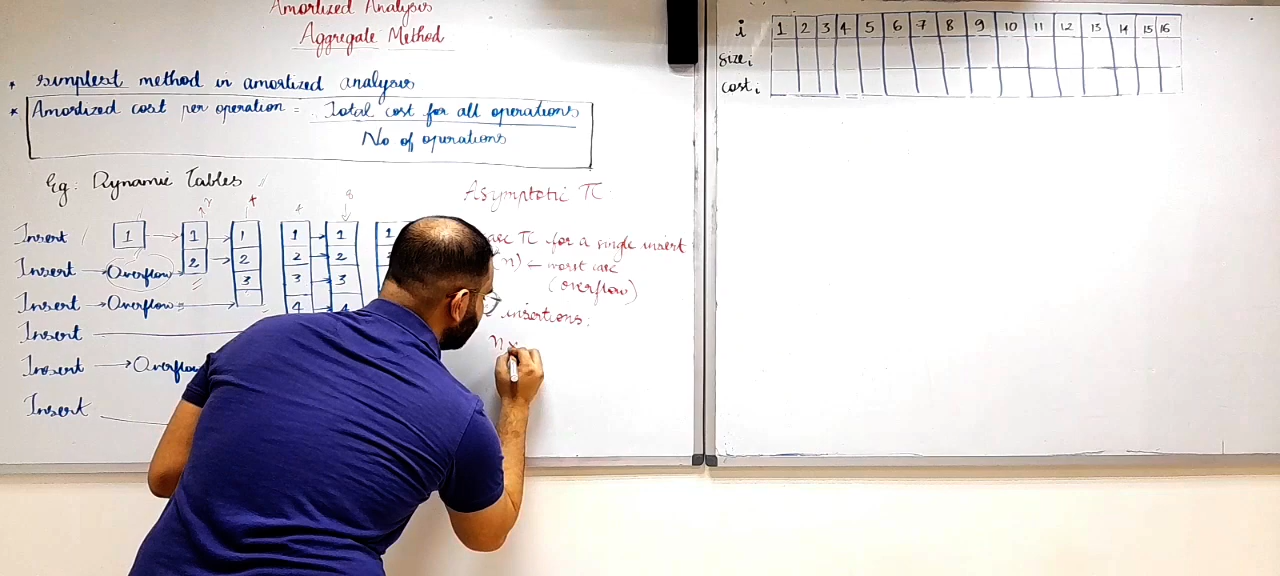 Amortized Analysis
Aggregate Method
* simplest method in amortized analysis
* Amortized cost per operation = Total cost for all operations
No of operations
Eg: Dynamic Tables
Insert 1 1 1 1 1 1
Insert Overflow 2 2 2 2
Insert Overflow 3 3 3
Insert 4 4
Insert Overflow
Insert
2 4 4 8
Asymptotic TC
TC for a single insert
(n) ← worst case
(overflow)
insertions:
n x
i 1 2 3 4 5 6 7 8 9 10 11 12 13 14 15 16
size i
cost i